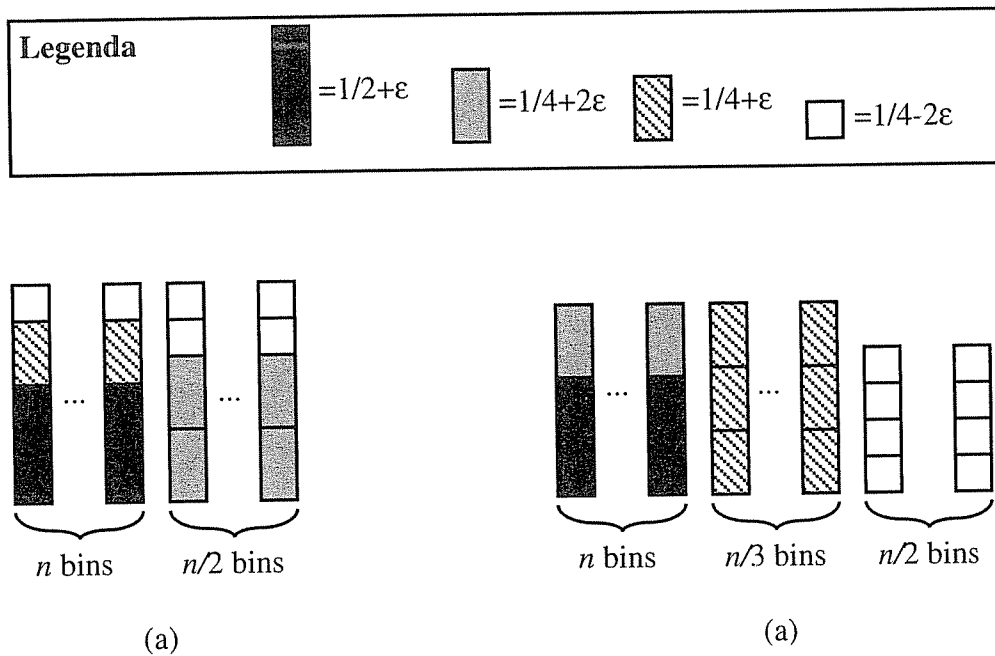 Legenda
=1/2+ε
=1/4+2ε
=1/4+ε
=1/4-2ε
...
...
...
...
n bins
n/2 bins
n bins
n/3 bins
n/2 bins
(a)
(a)